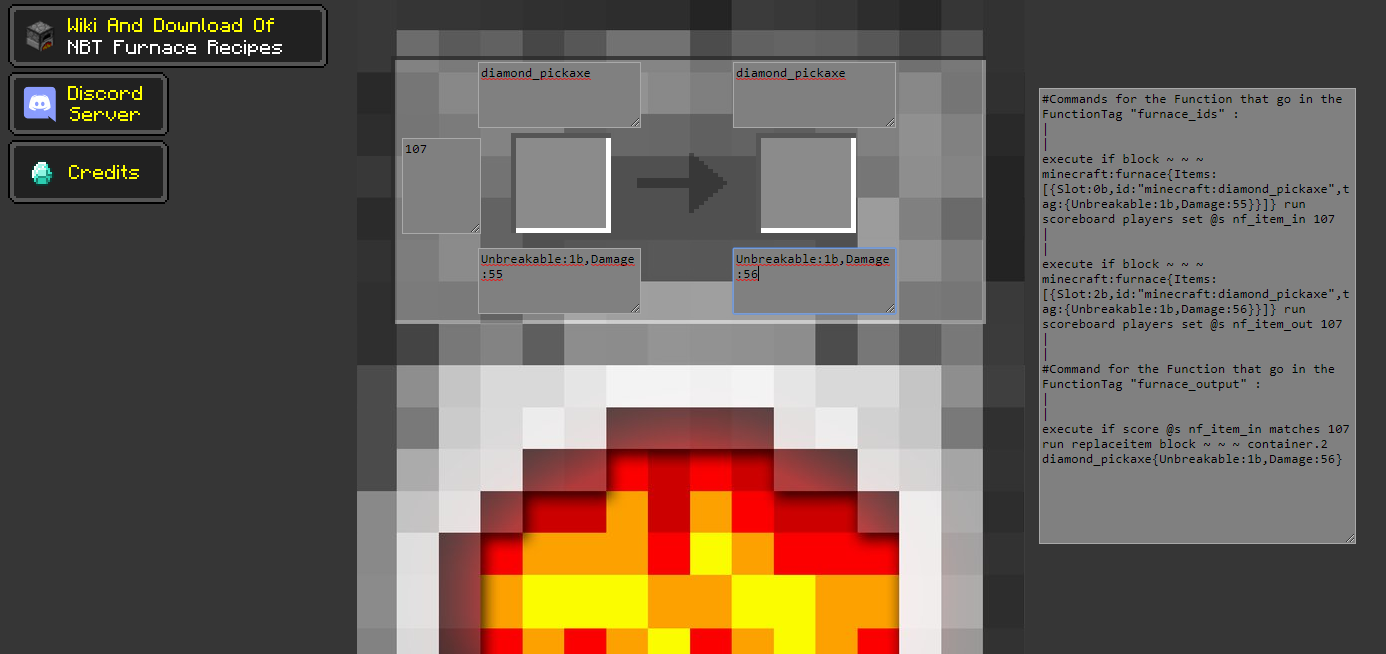 Wiki And Download Of
NBT Furnace Recipes
Discord
Server
Credits
diamond_pickaxe
diamond_pickaxe
107
Unbreakable:1b,Damage
:55
Unbreakable:1b,Damage
:56
#Commands for the Function that go in the
FunctionTag "furnace_ids" :
|
|
execute if block ~ ~ ~
minecraft:furnace{Items:
[{Slot:0b,id:"minecraft:diamond_pickaxe",t
ag:{Unbreakable:1b,Damage:55}}]} run
scoreboard players set @s nf_item_in 107
|
|
execute if block ~ ~ ~
minecraft:furnace{Items:
[{Slot:2b,id:"minecraft:diamond_pickaxe",t
ag:{Unbreakable:1b,Damage:56}}]} run
scoreboard players set @s nf_item_out 107
|
|
#Command for the Function that go in the
FunctionTag "furnace_output" :
|
|
execute if score @s nf_item_in matches 107
run replaceitem block ~ ~ ~ container.2
diamond_pickaxe{Unbreakable:1b,Damage:56}